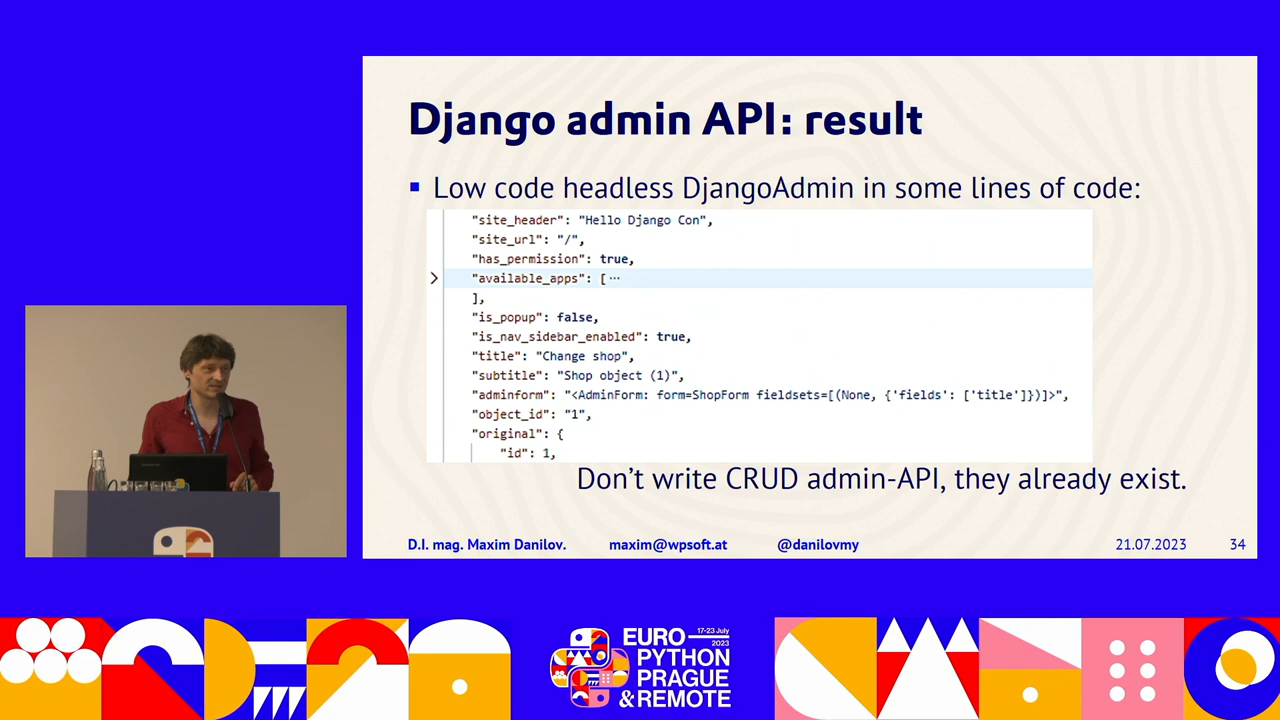 Django admin API: result
▪ Low code headless DjangoAdmin in some lines of code:
"site_header": "Hello Django Con",
"site_url": "/",
"has_permission": true,
> "available_apps": [ ···
],
"is_popup": false,
"is_nav_sidebar_enabled": true,
"title": "Change shop",
"subtitle": "Shop object (1)",
"adminform": "<AdminForm: form=ShopForm fieldsets=[(None, {'fields': ['title']})]>",
"object_id": "1",
"original": {
"id": 1,
Don't write CRUD admin-API, they already exist.
D.I. mag. Maxim Danilov. maxim@wpsoft.at @danilovmy 21.07.2023 34
EURO 17-23 July 2023
PYTHON
PRAGUE
& REMOTE